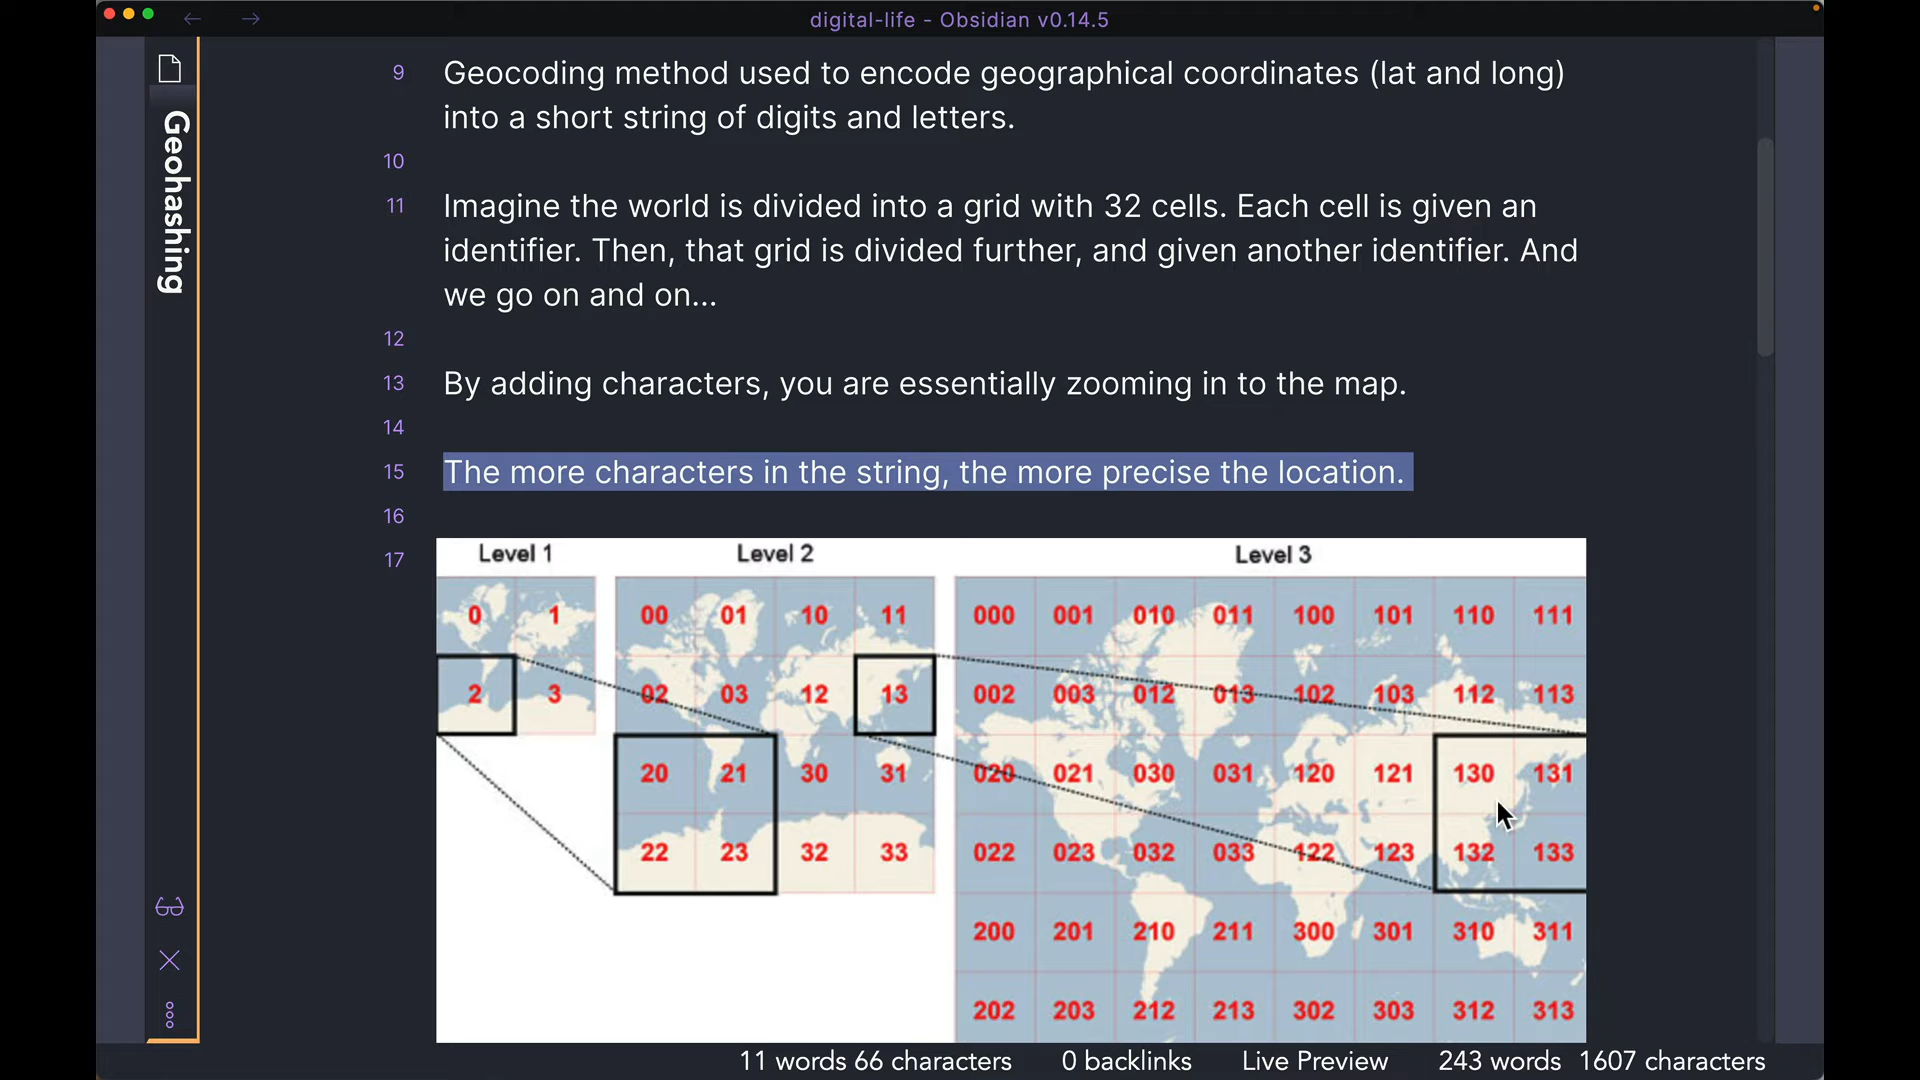 digital-life - Obsidian v0.14.5
Geohashing
9 Geocoding method used to encode geographical coordinates (lat and long)
into a short string of digits and letters.
10
11 Imagine the world is divided into a grid with 32 cells. Each cell is given an
identifier. Then, that grid is divided further, and given another identifier. And
we go on and on...
12
13 By adding characters, you are essentially zooming in to the map.
14
15 The more characters in the string, the more precise the location.
16
17
Level 1 Level 2 Level 3
0 1 00 01 10 11 000 001 010 011 100 101 110 111
2 3 02 03 12 13 002 003 012 013 102 103 112 113
20 21 30 31 020 021 030 031 120 121 130 131
22 23 32 33 022 023 032 033 122 123 132 133
200 201 210 211 300 301 310 311
202 203 212 213 302 303 312 313
11 words 66 characters 0 backlinks Live Preview 243 words 1607 characters